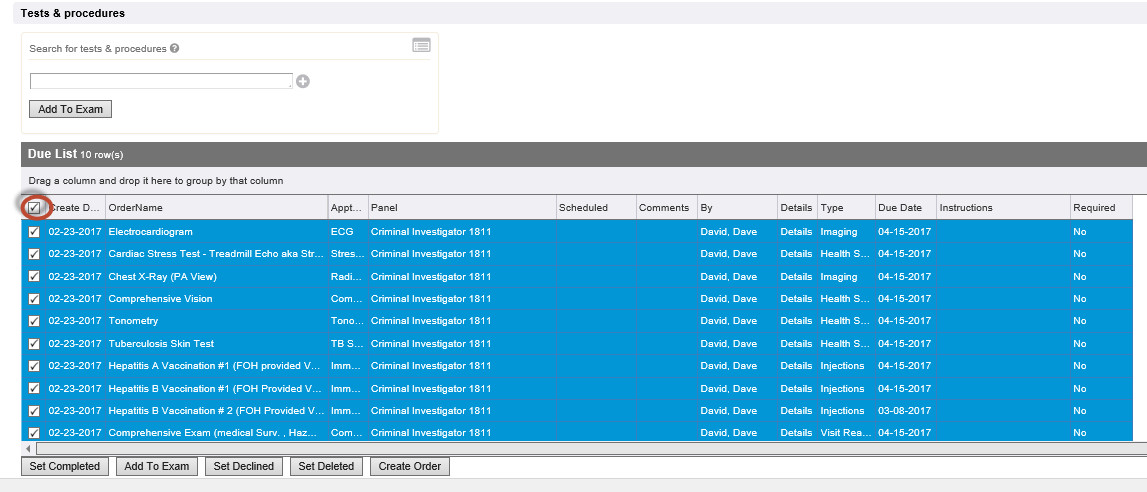 Tests & procedures
Search for tests & procedures ?
Add To Exam
Due List 10 row(s)
Drag a column and drop it here to group by that column
Create D... OrderName Appt... Panel Scheduled Comments By Details Type Due Date Instructions Required
02-23-2017 Electrocardiogram ECG Criminal Investigator 1811 David, Dave Details Imaging 04-15-2017 No
02-23-2017 Cardiac Stress Test - Treadmill Echo aka Str... Stres... Criminal Investigator 1811 David, Dave Details Health S... 04-15-2017 No
02-23-2017 Chest X-Ray (PA View) Radi... Criminal Investigator 1811 David, Dave Details Imaging 04-15-2017 No
02-23-2017 Comprehensive Vision Com... Criminal Investigator 1811 David, Dave Details Health S... 04-15-2017 No
02-23-2017 Tonometry Tono... Criminal Investigator 1811 David, Dave Details Health S... 04-15-2017 No
02-23-2017 Tuberculosis Skin Test TB S... Criminal Investigator 1811 David, Dave Details Health S... 04-15-2017 No
02-23-2017 Hepatitis A Vaccination #1 (FOH provided V... Imm... Criminal Investigator 1811 David, Dave Details Injections 04-15-2017 No
02-23-2017 Hepatitis B Vaccination #1 (FOH Provided V... Imm... Criminal Investigator 1811 David, Dave Details Injections 04-15-2017 No
02-23-2017 Hepatitis B Vaccination # 2 (FOH Provided V... Imm... Criminal Investigator 1811 David, Dave Details Injections 03-08-2017 No
02-23-2017 Comprehensive Exam (medical Surv. , Haz... Com... Criminal Investigator 1811 David, Dave Details Visit Rea... 04-15-2017 No
Set Completed Add To Exam Set Declined Set Deleted Create Order